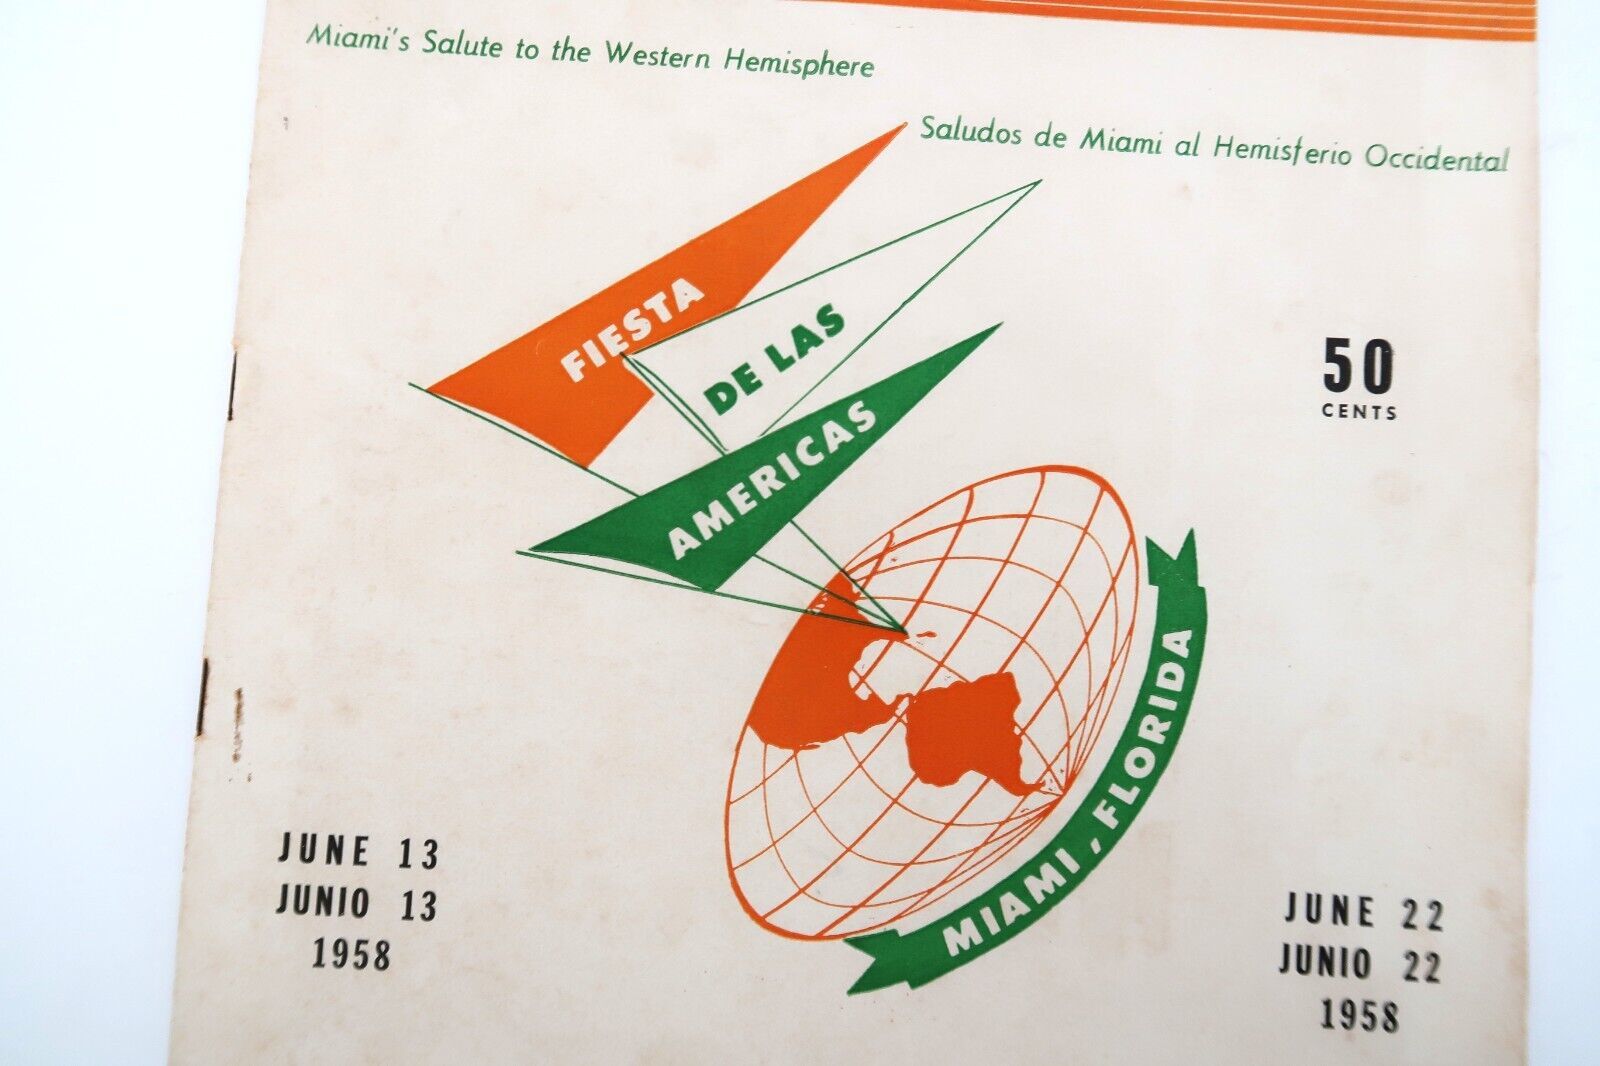 Miami's Salute to the Western Hemisphere
Saludos de Miami al Hemisferio Occidental
FIESTA
DE LAS
AMERICAS
50
CENTS
MIAMI, FLORIDA
JUNE 13
JUNIO 13
1958
JUNE 22
JUNIO 22
1958